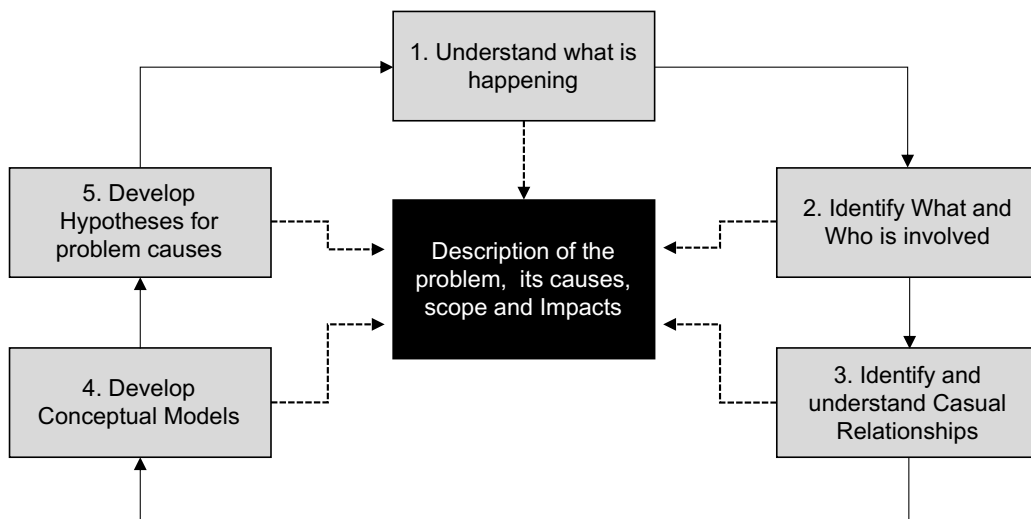 1. Understand what is
happening
2. Identify What and
Who is involved
3. Identify and
understand Casual
Relationships
4. Develop
Conceptual Models
5. Develop
Hypotheses for
problem causes
Description of the
problem, its causes,
scope and Impacts